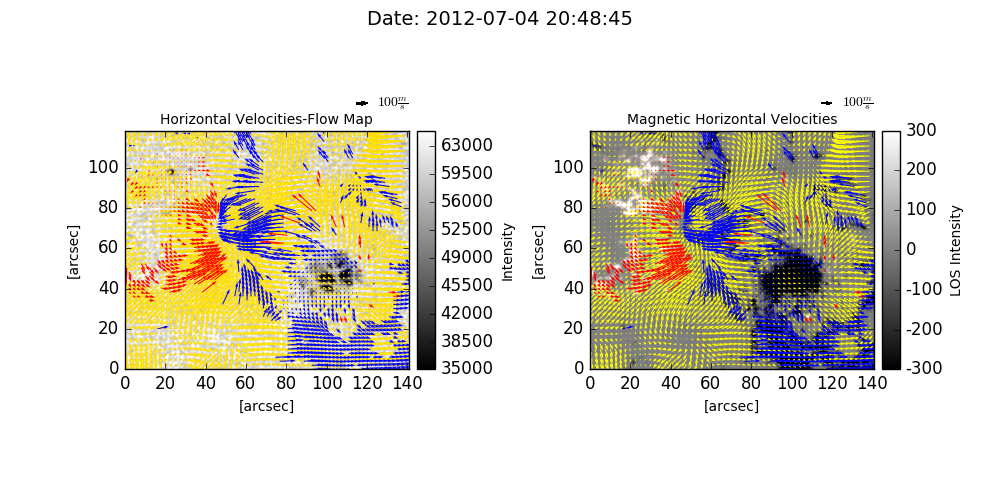 Date: 2012-07-04 20:48:45
100 m/s
Horizontal Velocities-Flow Map
100
80
60
40
20
0
[arcsec]
0 20 40 60 80 100 120 140
[arcsec]
63000
59500
56000
52500
49000
45500
42000
38500
35000
Intensity
100 m/s
Magnetic Horizontal Velocities
100
80
60
40
20
0
[arcsec]
0 20 40 60 80 100 120 140
[arcsec]
300
200
100
0
-100
-200
-300
LOS Intensity